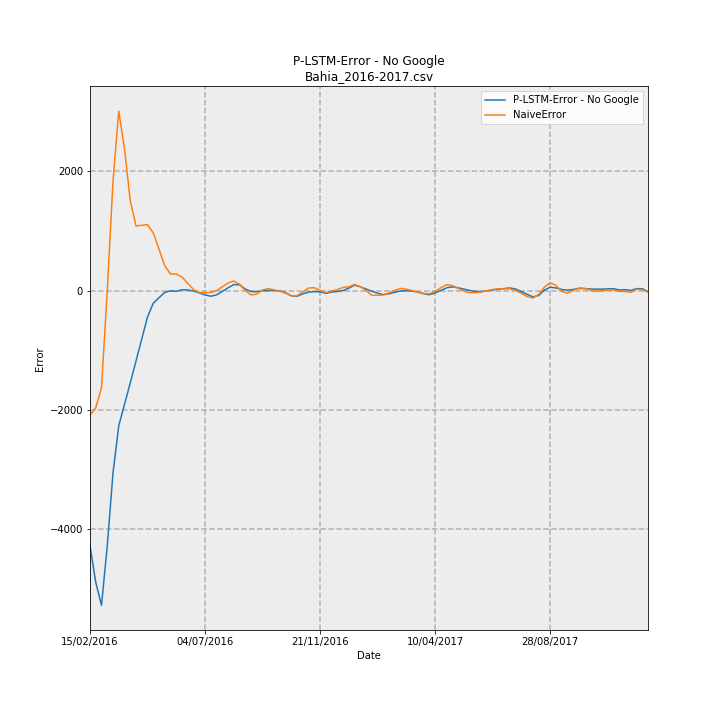 P-LSTM-Error - No Google
Bahia_2016-2017.csv
P-LSTM-Error - No Google
NaiveError
2000
0
−2000
−4000
Error
15/02/2016
04/07/2016
21/11/2016
10/04/2017
28/08/2017
Date